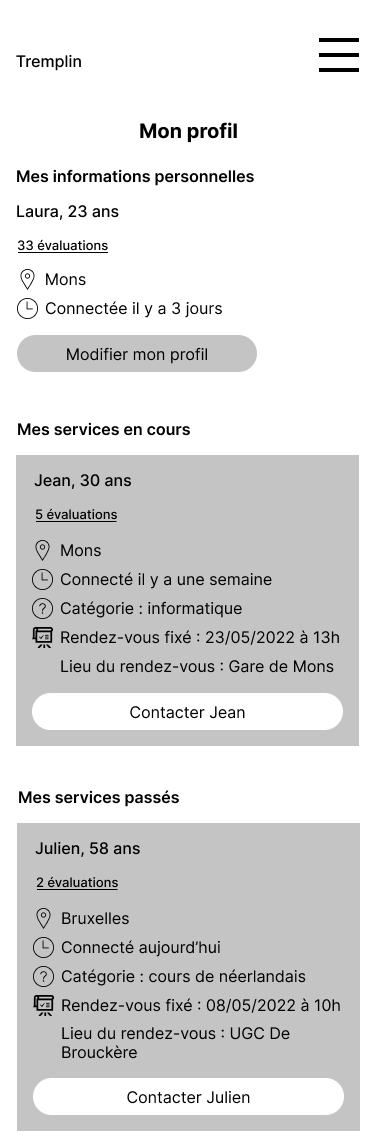 Tremplin
Mon profil
Mes informations personnelles
Laura, 23 ans
33 évaluations
Mons
Connectée il y a 3 jours
Modifier mon profil
Mes services en cours
Jean, 30 ans
5 évaluations
Mons
Connecté il y a une semaine
? Catégorie : informatique
Rendez-vous fixé : 23/05/2022 à 13h
Lieu du rendez-vous : Gare de Mons
Contacter Jean
Mes services passés
Julien, 58 ans
2 évaluations
Bruxelles
Connecté aujourd’hui
? Catégorie : cours de néerlandais
Rendez-vous fixé : 08/05/2022 à 10h
Lieu du rendez-vous : UGC De
Brouckère
Contacter Julien